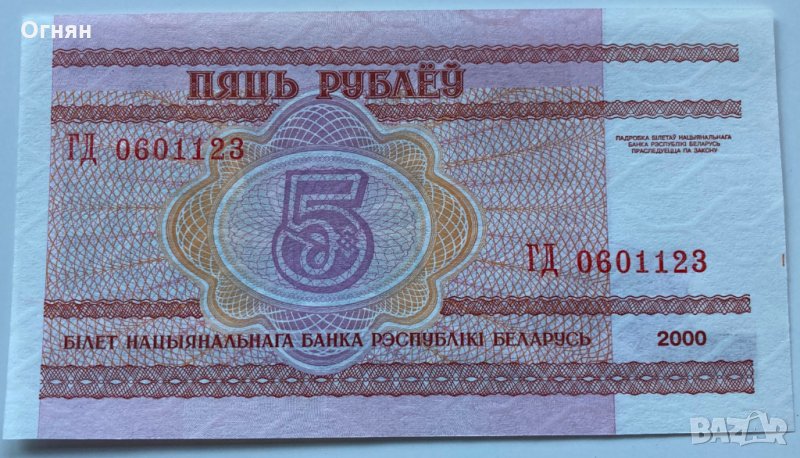 Огнян
ПЯЦЬ РУБЛЁЎ
ГД 0601123
ПАДРОБКА БІЛЕТАЎ НАЦЫЯНАЛЬНАГА
БАНКА РЭСПУБЛІКІ БЕЛАРУСЬ
ПРАСЛЕДУЕЦЦА ПА ЗАКОНУ
5
ГД 0601123
БІЛЕТ НАЦЫЯНАЛЬНАГА БАНКА РЭСПУБЛІКІ БЕЛАРУСЬ 2000
BAZAR